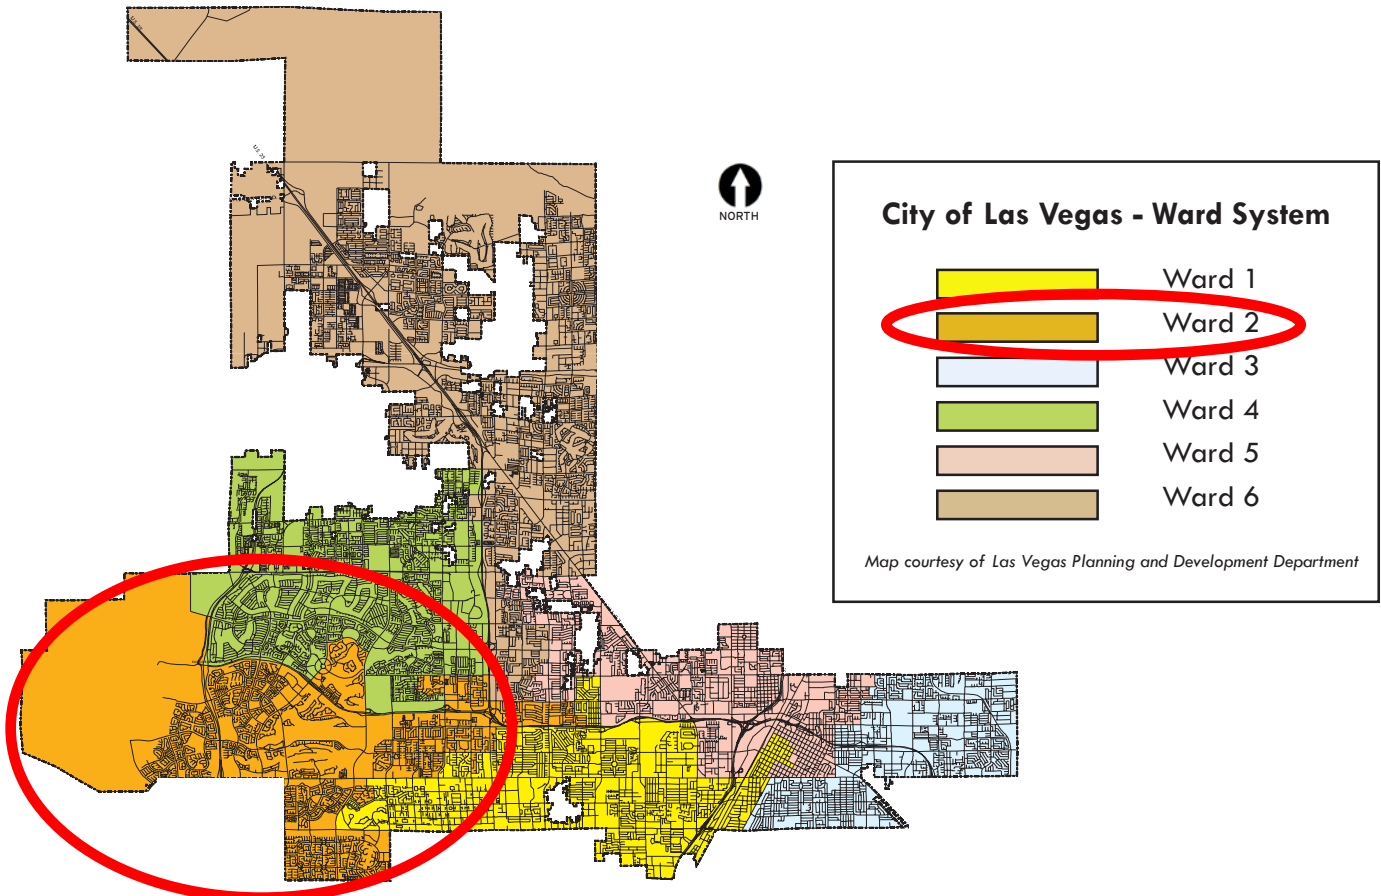 U.S. 95
NORTH
City of Las Vegas - Ward System
Ward 1
Ward 2
Ward 3
Ward 4
Ward 5
Ward 6
Map courtesy of Las Vegas Planning and Development Department